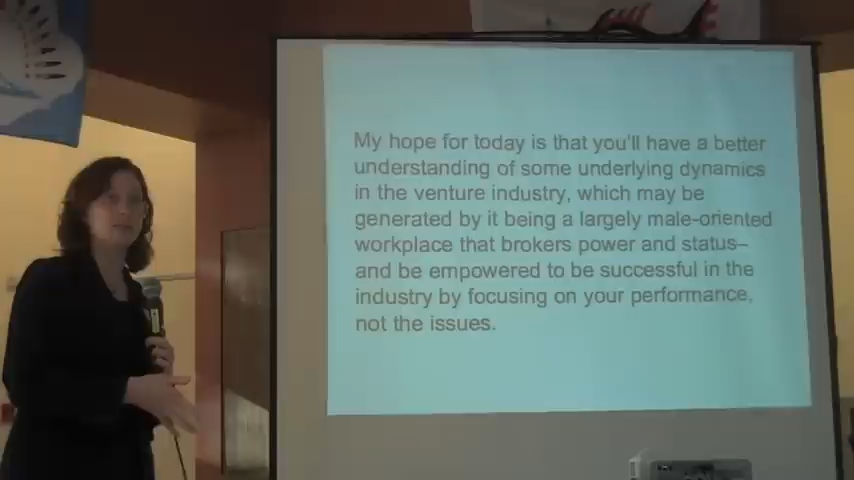 My hope for today is that you'll have a better
understanding of some underlying dynamics
in the venture industry, which may be
generated by it being a largely male-oriented
workplace that brokers power and status–
and be empowered to be successful in the
industry by focusing on your performance,
not the issues.